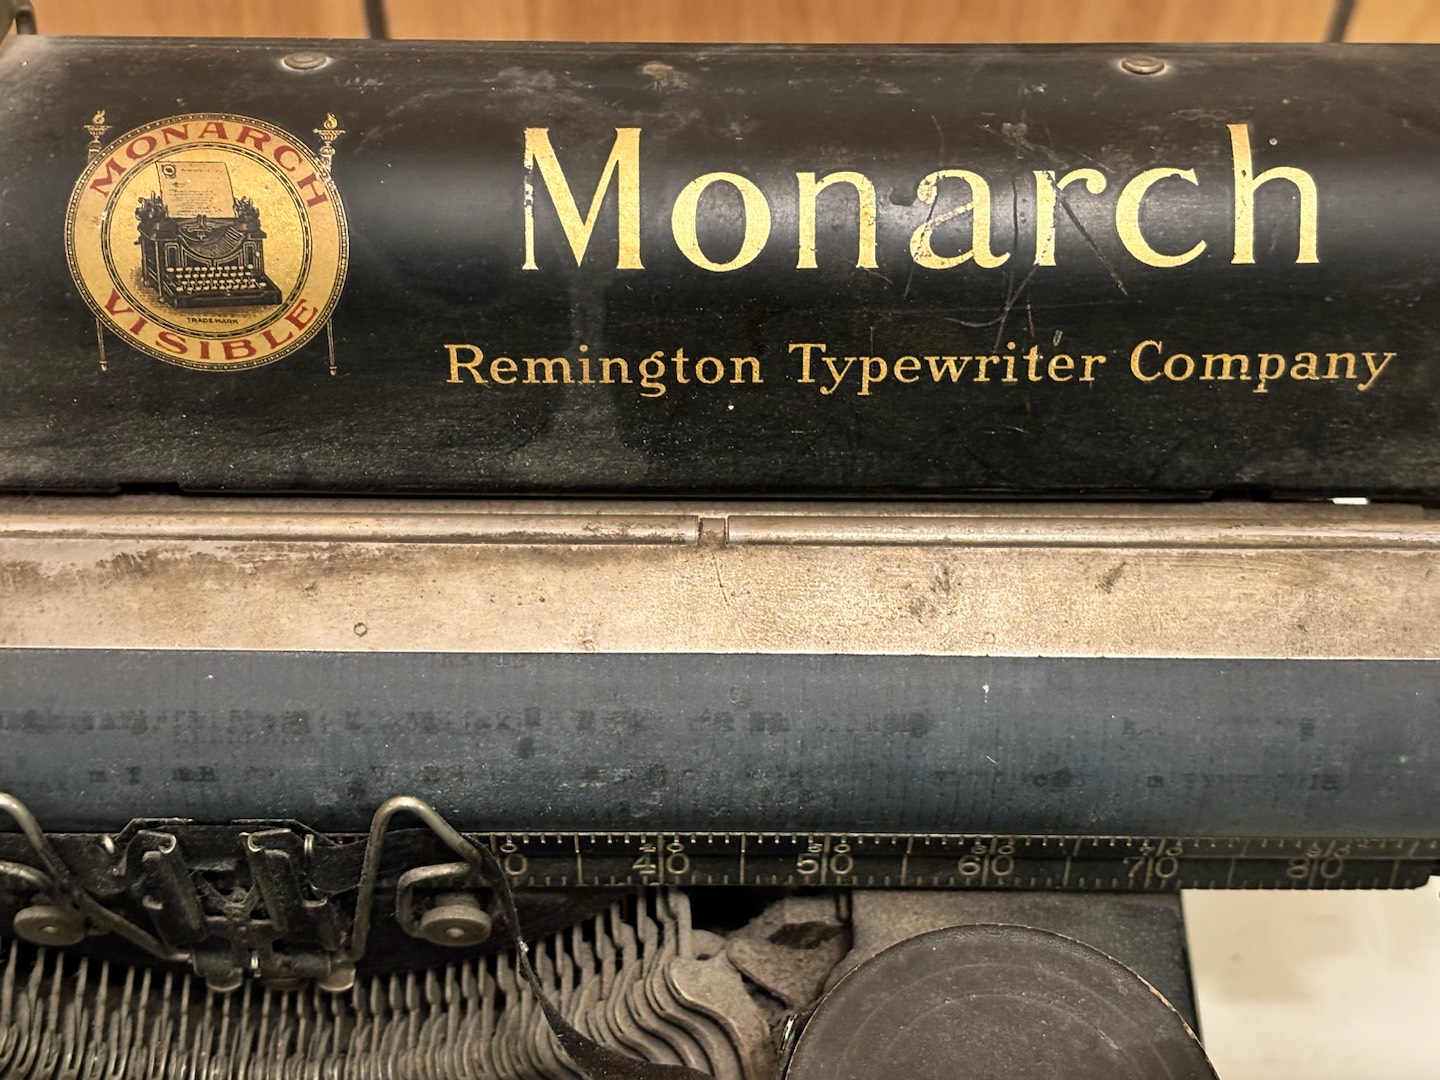 MONARCH
VISIBLE
TRADE MARK
Monarch
Remington Typewriter Company
40 50 60 70 80